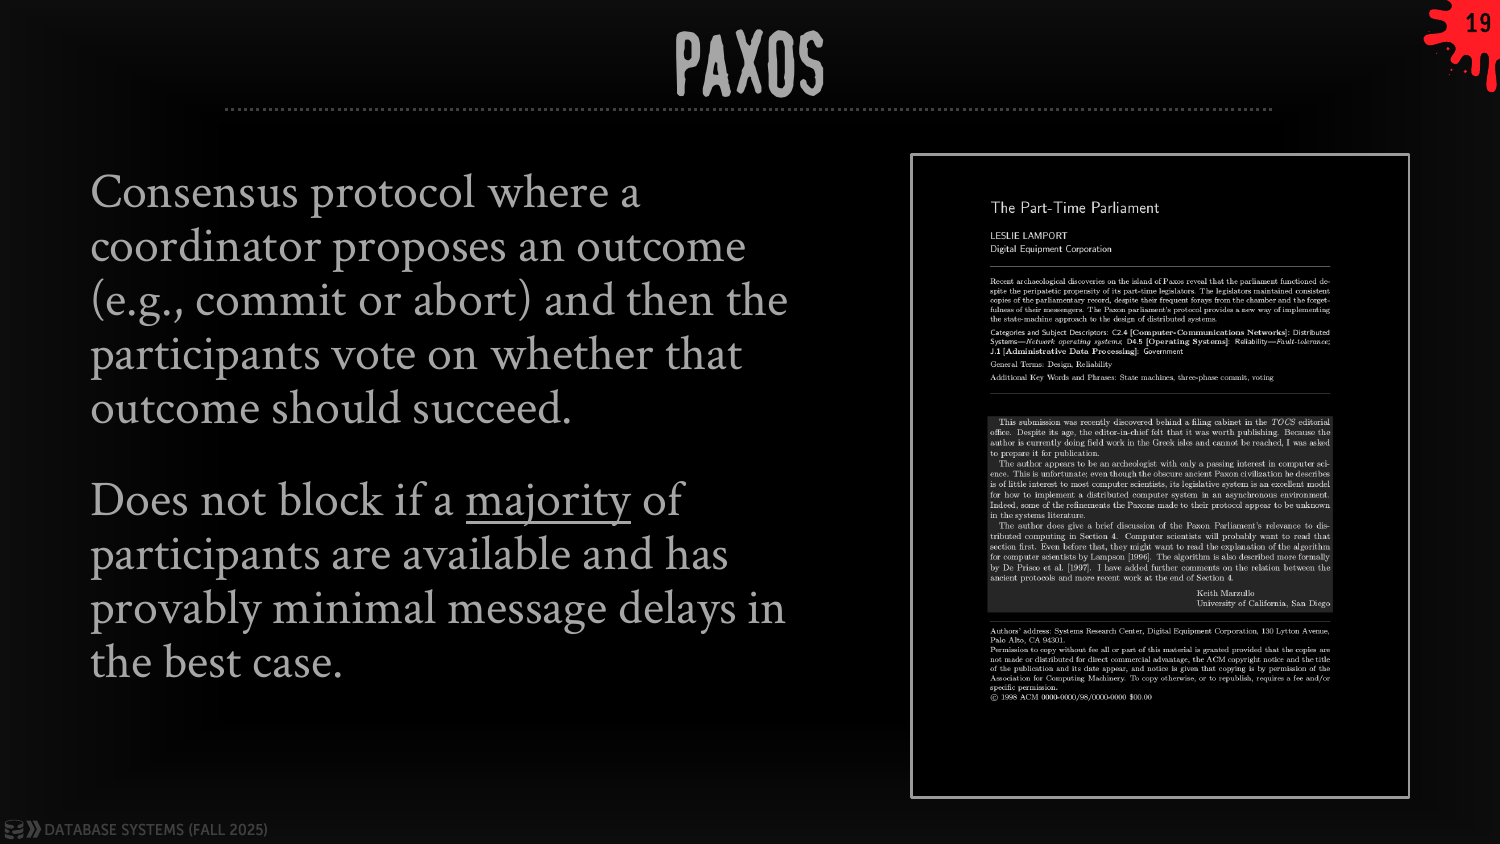 PAXOS
19
Consensus protocol where a
coordinator proposes an outcome
(e.g., commit or abort) and then the
participants vote on whether that
outcome should succeed.
Does not block if a majority of
participants are available and has
provably minimal message delays in
the best case.
The Part-Time Parliament
LESLIE LAMPORT
Digital Equipment Corporation
Recent archaeological discoveries on the island of Paxos reveal that the parliament functioned de-
spite the peripatetic propensity of its part-time legislators. The legislators maintained consistent
copies of the parliamentary record, despite their frequent forays from the chamber and the forget-
fulness of their messengers. The Paxon parliament's protocol provides a new way of implementing
the state-machine approach to the design of distributed systems.
Categories and Subject Descriptors: C2.4 [Computer-Communications Networks]: Distributed
Systems—Network operating systems; D4.5 [Operating Systems]: Reliability—Fault-tolerance;
J.1 [Administrative Data Processing]: Government
General Terms: Design, Reliability
Additional Key Words and Phrases: State machines, three-phase commit, voting
This submission was recently discovered behind a filing cabinet in the TOCS editorial
office. Despite its age, the editor-in-chief felt that it was worth publishing. Because the
author is currently doing field work in the Greek isles and cannot be reached, I was asked
to prepare it for publication.
The author appears to be an archeologist with only a passing interest in computer sci-
ence. This is unfortunate; even though the obscure ancient Paxon civilization he describes
is of little interest to most computer scientists, its legislative system is an excellent model
for how to implement a distributed computer system in an asynchronous environment.
Indeed, some of the refinements the Paxons made to their protocol appear to be unknown
in the systems literature.
The author does give a brief discussion of the Paxon Parliament's relevance to dis-
tributed computing in Section 4. Computer scientists will probably want to read that
section first. Even before that, they might want to read the explanation of the algorithm
for computer scientists by Lampson [1996]. The algorithm is also described more formally
by De Prisco et al. [1997]. I have added further comments on the relation between the
ancient protocols and more recent work at the end of Section 4.
Keith Marzullo
University of California, San Diego
Authors' address: Systems Research Center, Digital Equipment Corporation, 130 Lytton Avenue,
Palo Alto, CA 94301.
Permission to copy without fee all or part of this material is granted provided that the copies are
not made or distributed for direct commercial advantage, the ACM copyright notice and the title
of the publication and its date appear, and notice is given that copying is by permission of the
Association for Computing Machinery. To copy otherwise, or to republish, requires a fee and/or
specific permission.
© 1998 ACM 0000-0000/98/0000-0000 $00.00
DATABASE SYSTEMS (FALL 2025)